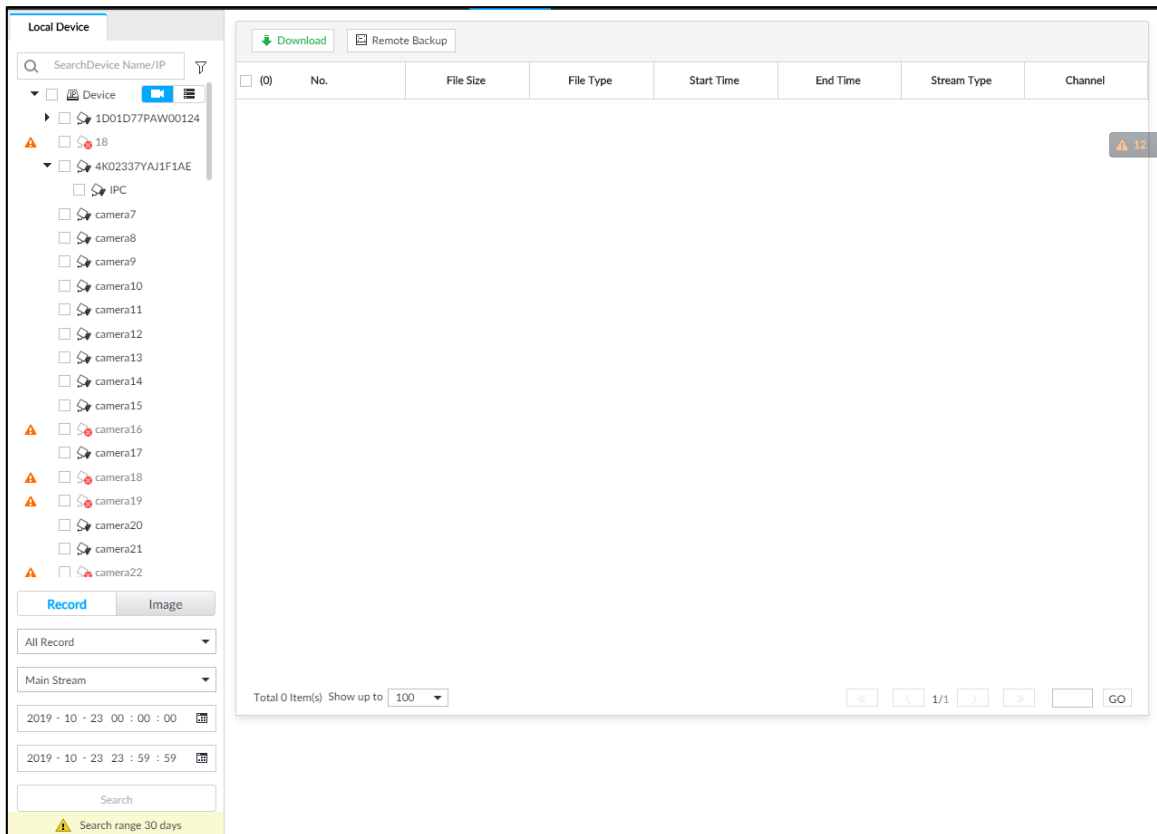 Local Device
SearchDevice Name/IP
Device
1D01D77PAW00124
18
4K02337YAJ1F1AE
IPC
camera7
camera8
camera9
camera10
camera11
camera12
camera13
camera14
camera15
camera16
camera17
camera18
camera19
camera20
camera21
camera22
Record Image
All Record
Main Stream
2019 - 10 - 23 00 : 00 : 00
2019 - 10 - 23 23 : 59 : 59
Search
Search range 30 days
Download Remote Backup
(0) No. File Size File Type Start Time End Time Stream Type Channel
12
Total 0 Item(s) Show up to 100 1/1 GO